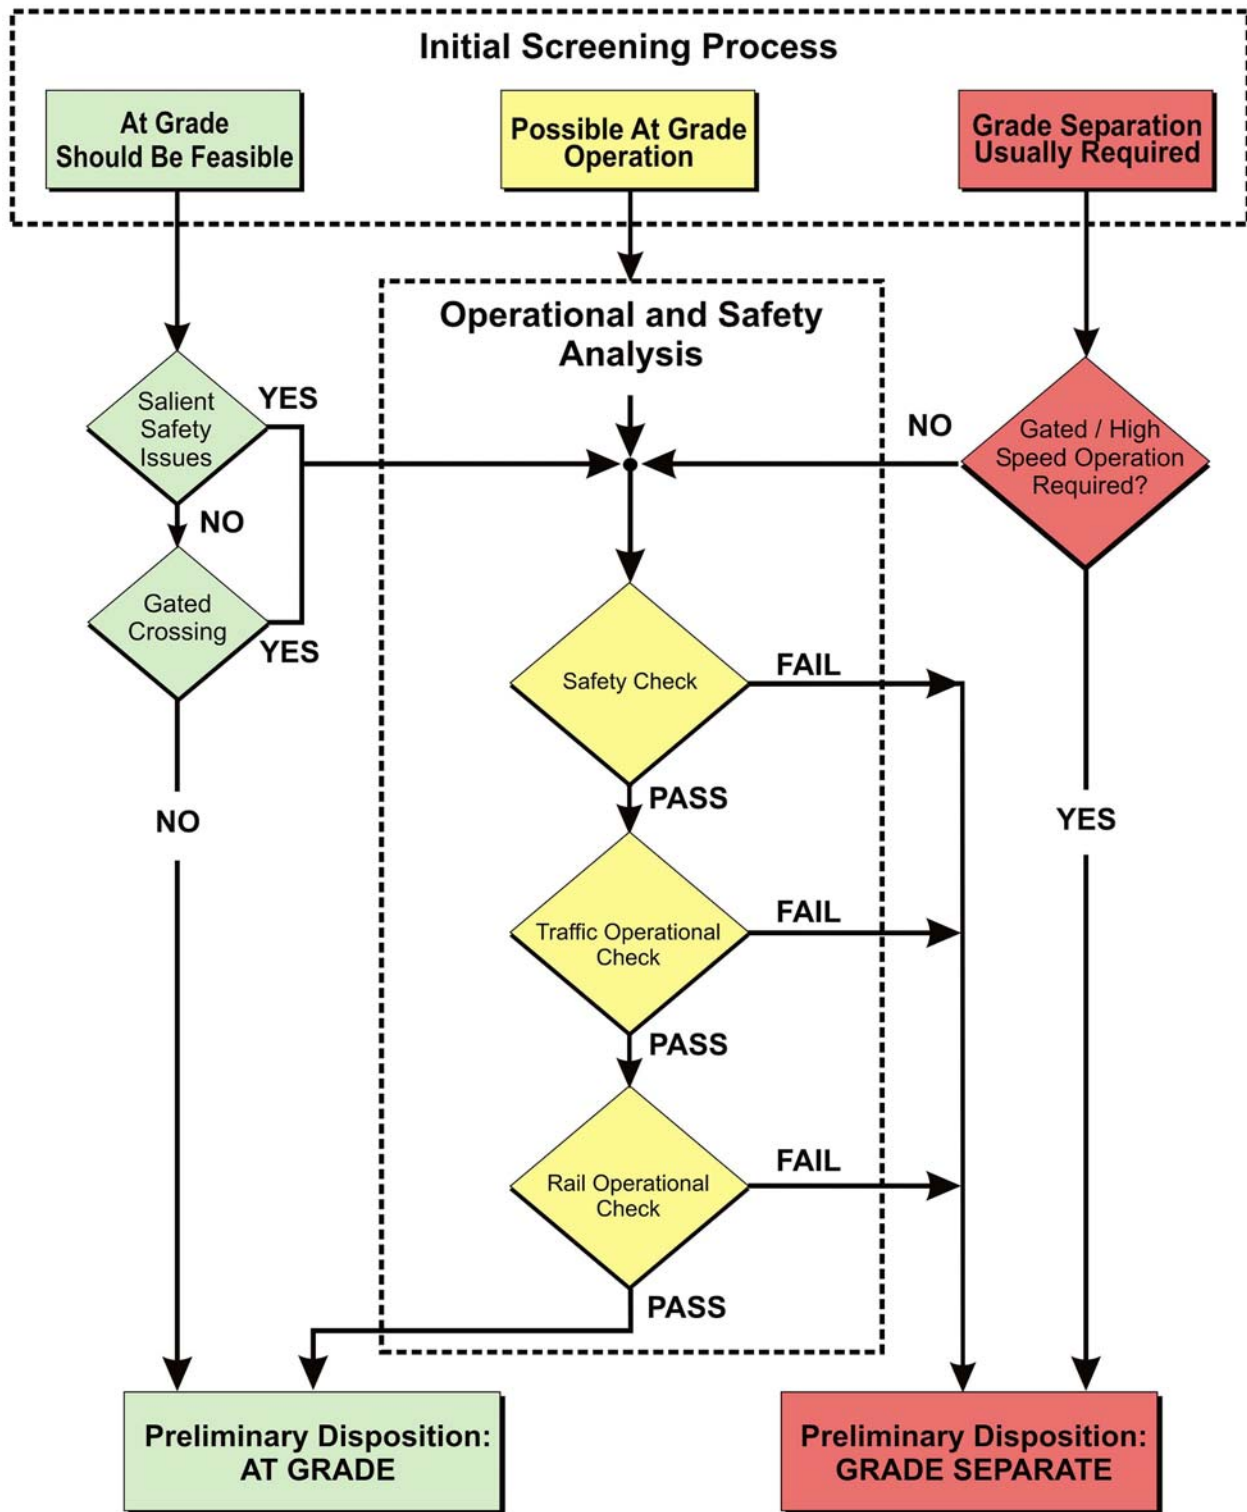 Initial Screening Process
At Grade
Should Be Feasible
Possible At Grade
Operation
Grade Separation
Usually Required
Operational and Safety
Analysis
Salient
Safety
Issues
YES
NO
Gated / High
Speed Operation
Required?
NO
Gated
Crossing
YES
Safety Check
FAIL
PASS
NO
YES
Traffic Operational
Check
FAIL
PASS
Rail Operational
Check
FAIL
PASS
Preliminary Disposition:
AT GRADE
Preliminary Disposition:
GRADE SEPARATE